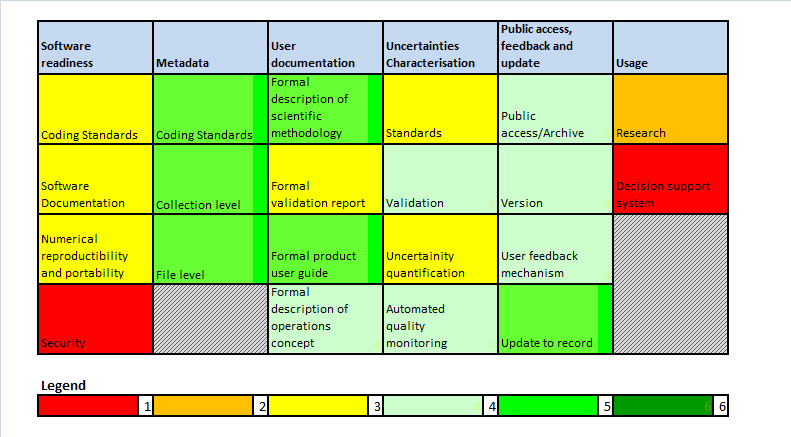 Software readiness
Metadata
User documentation
Uncertainties Characterisation
Public access, feedback and update
Usage
Coding Standards
Coding Standards
Formal description of scientific methodology
Standards
Public access/Archive
Research
Software Documentation
Collection level
Formal validation report
Validation
Version
Decision support system
Numerical reproductibility and portability
File level
Formal product user guide
Uncertainity quantification
User feedback mechanism
Security
Formal description of operations concept
Automated quality monitoring
Update to record
Legend
1
2
3
4
5
6
6